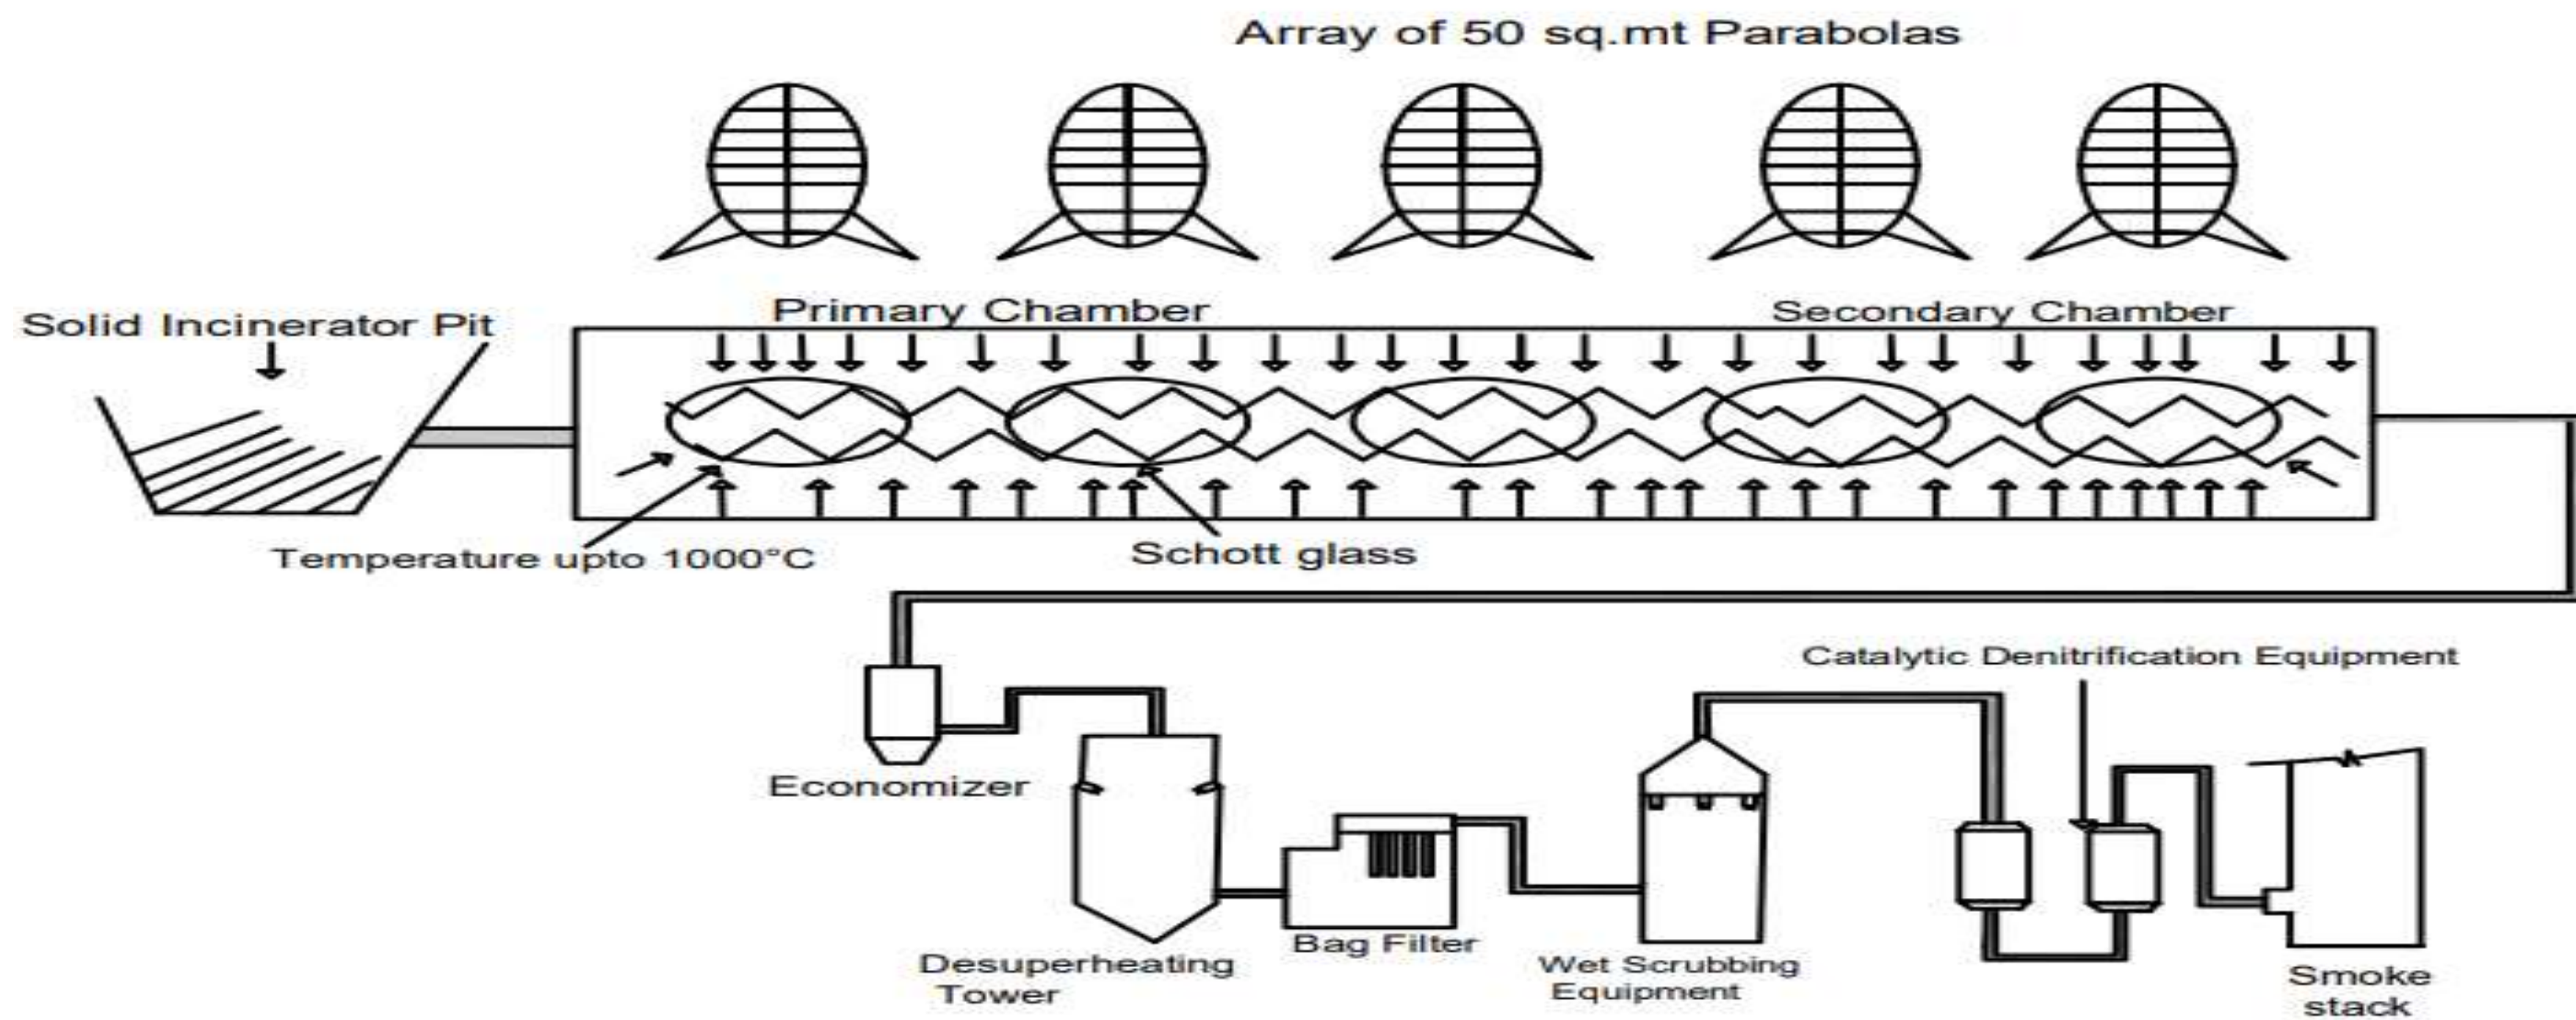 Array of 50 sq.mt Parabolas
Solid Incinerator Pit
Primary Chamber
Secondary Chamber
Temperature upto 1000°C
Schott glass
Catalytic Denitrification Equipment
Economizer
Desuperheating
Tower
Bag Filter
Wet Scrubbing
Equipment
Smoke
stack